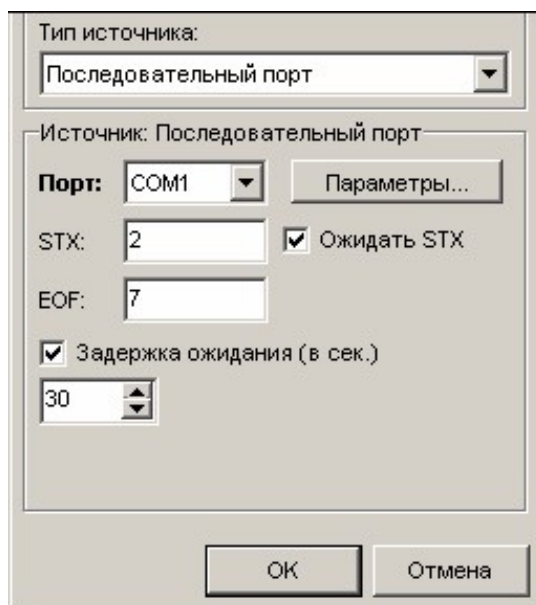 Тип источника:
Последовательный порт
Источник: Последовательный порт
Порт: COM1 Параметры...
STX: 2 Ожидать STX
EOF: 7
Задержка ожидания (в сек.)
30
OK Отмена